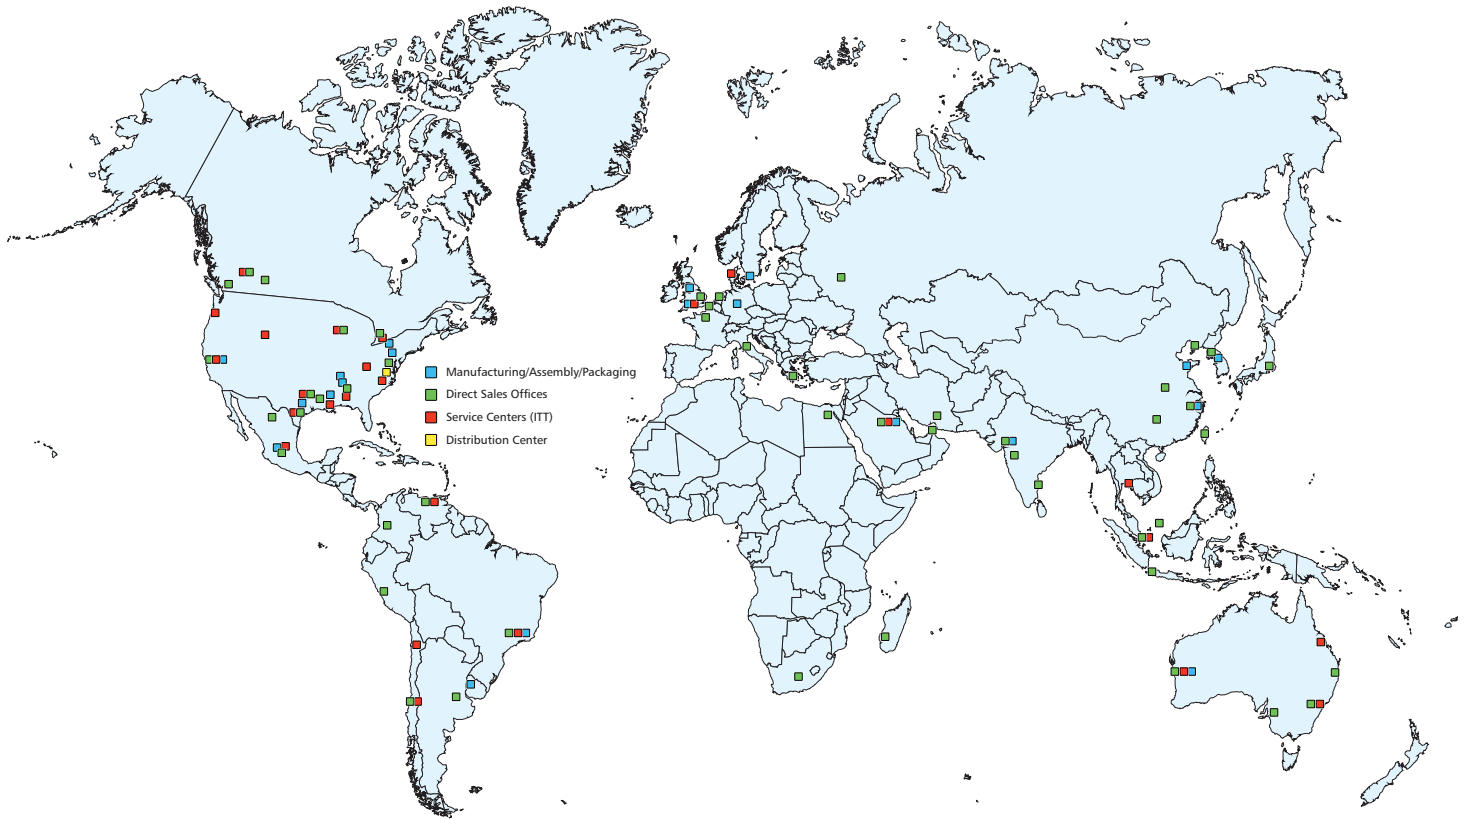 Manufacturing/Assembly/Packaging
Direct Sales Offices
Service Centers (ITT)
Distribution Center